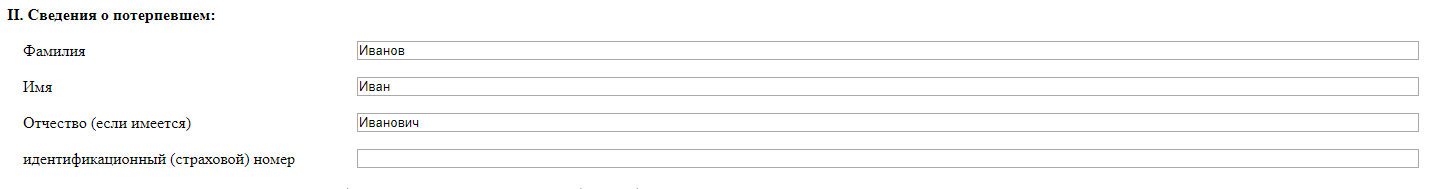 II. Сведения о потерпевшем:
Фамилия Иванов
Имя Иван
Отчество (если имеется) Иванович
идентификационный (страховой) номер